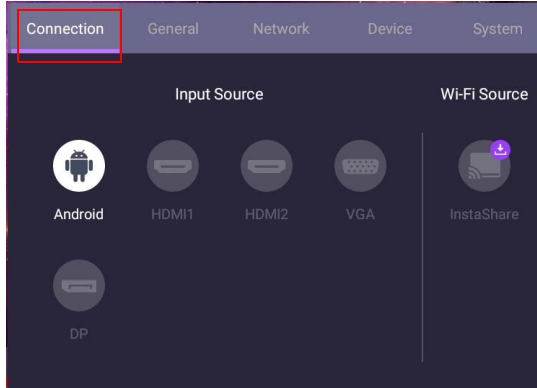 Connection General Network Device System
Input Source Wi-Fi Source
Android HDMI1 HDMI2 VGA InstaShare
DP